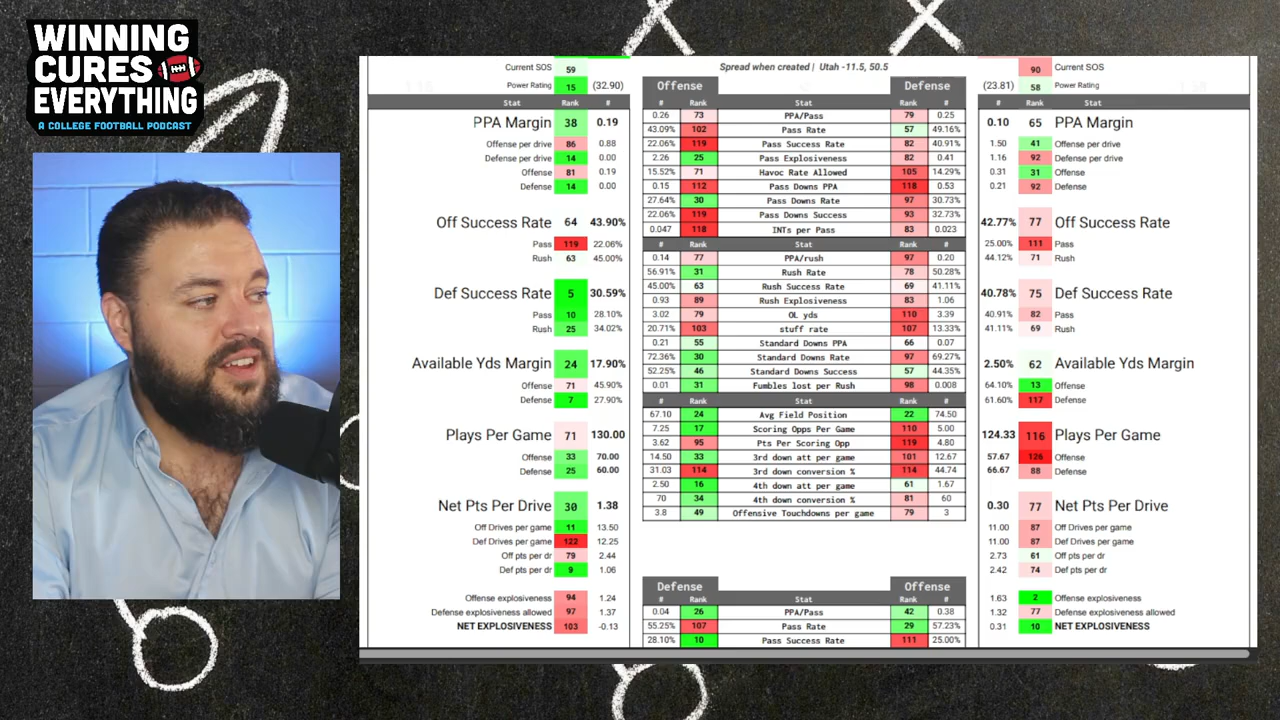 WINNING
CURES
EVERYTHING
A COLLEGE FOOTBALL PODCAST
Current SOS 59
Power Rating 15 (32.90)
Stat Rank #
PPA Margin 38 0.19
Offense per drive 86 0.88
Defense per drive 14 0.00
Offense 81 0.19
Defense 14 0.00
Off Success Rate 64 43.90%
Pass 119 22.06%
Rush 63 45.00%
Def Success Rate 5 30.59%
Pass 10 28.10%
Rush 25 34.02%
Available Yds Margin 24 17.90%
Offense 71 45.90%
Defense 7 27.90%
Plays Per Game 71 130.00
Offense 33 70.00
Defense 25 60.00
Net Pts Per Drive 30 1.38
Off Drives per game 11 13.50
Def Drives per game 122 12.25
Off pts per dr 79 2.44
Def pts per dr 9 1.06
Offense explosiveness 94 1.24
Defense explosiveness allowed 97 1.37
NET EXPLOSIVENESS 103 -0.13
Spread when created | Utah -11.5, 50.5
Offense Defense
# Rank Stat Rank #
0.26 73 PPA/Pass 79 0.25
43.09% 102 Pass Rate 57 49.16%
22.06% 119 Pass Success Rate 82 40.91%
2.26 25 Pass Explosiveness 82 0.41
15.52% 71 Havoc Rate Allowed 105 14.29%
0.15 112 Pass Downs PPA 118 0.53
27.64% 30 Pass Downs Rate 97 30.73%
22.06% 119 Pass Downs Success 93 32.73%
0.047 118 INTs per Pass 83 0.023
# Rank Stat Rank #
0.14 77 PPA/rush 97 0.20
56.91% 31 Rush Rate 78 50.28%
45.00% 63 Rush Success Rate 69 41.11%
0.93 89 Rush Explosiveness 83 1.06
3.02 79 OL yds 110 3.39
20.71% 103 stuff rate 107 13.33%
0.21 55 Standard Downs PPA 66 0.07
72.36% 30 Standard Downs Rate 97 69.27%
52.25% 46 Standard Downs Success 57 44.35%
0.01 31 Fumbles lost per Rush 98 0.008
# Rank Stat Rank #
67.10 24 Avg Field Position 22 74.50
7.25 17 Scoring Opps Per Game 110 5.00
3.62 95 Pts Per Scoring Opp 119 4.80
14.50 33 3rd down att per game 101 12.67
31.03 114 3rd down conversion % 114 44.74
2.50 16 4th down att per game 61 1.67
70 34 4th down conversion % 81 60
3.8 49 Offensive Touchdowns per game 79 3
Defense Offense
# Rank Stat Rank #
0.04 26 PPA/Pass 42 0.38
55.25% 107 Pass Rate 29 57.23%
28.10% 10 Pass Success Rate 111 25.00%
90 Current SOS
(23.81) 58 Power Rating
# Rank Stat
0.10 65 PPA Margin
1.50 41 Offense per drive
1.16 92 Defense per drive
0.31 31 Offense
0.21 92 Defense
42.77% 77 Off Success Rate
25.00% 111 Pass
44.12% 71 Rush
40.78% 75 Def Success Rate
40.91% 82 Pass
41.11% 69 Rush
2.50% 62 Available Yds Margin
64.10% 13 Offense
61.60% 117 Defense
124.33 116 Plays Per Game
57.67 126 Offense
66.67 88 Defense
0.30 77 Net Pts Per Drive
11.00 87 Off Drives per game
11.00 87 Def Drives per game
2.73 61 Off pts per dr
2.42 74 Def pts per dr
1.63 2 Offense explosiveness
1.32 77 Defense explosiveness allowed
0.31 10 NET EXPLOSIVENESS